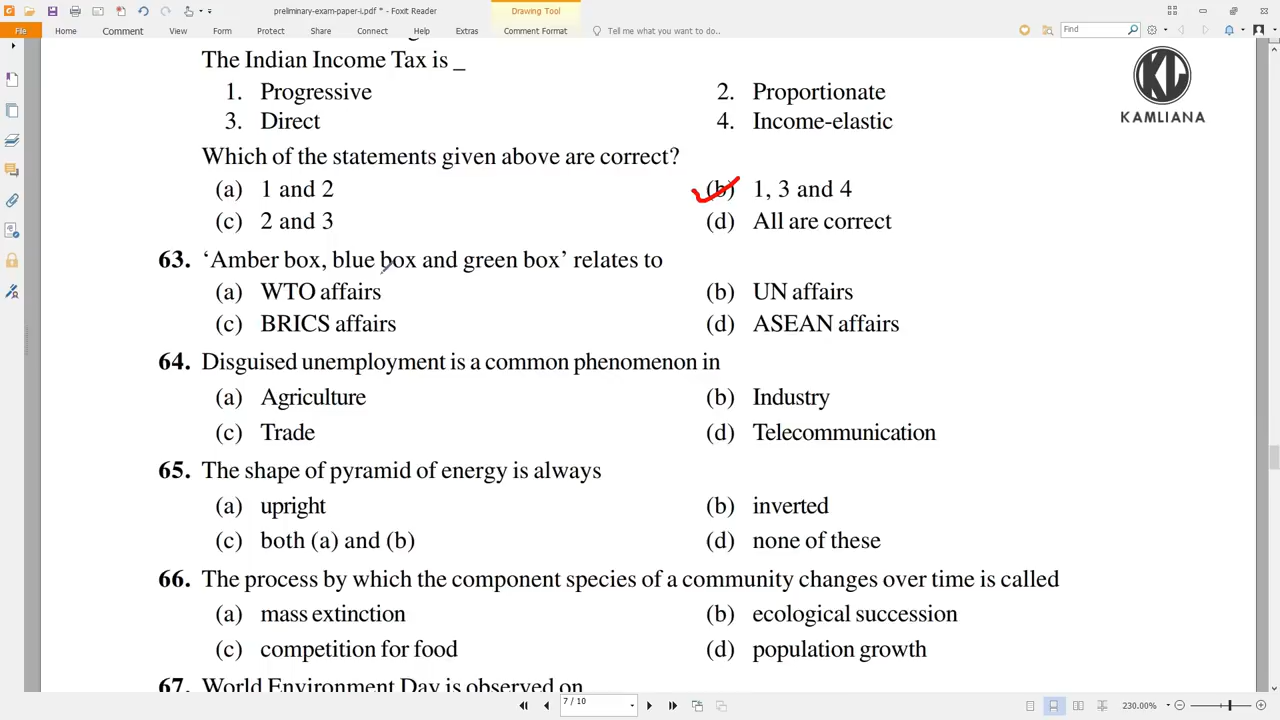 preliminary-exam-paper-i.pdf * - Foxit Reader
Drawing Tool
File Home Comment View Form Protect Share Connect Help Extras Comment Format Tell me what you want to do.. Find
The Indian Income Tax is _
1. Progressive 2. Proportionate
3. Direct 4. Income-elastic
KAMLIANA
Which of the statements given above are correct?
(a) 1 and 2 (b) 1, 3 and 4
(c) 2 and 3 (d) All are correct
63. ‘Amber box, blue box and green box’ relates to
(a) WTO affairs (b) UN affairs
(c) BRICS affairs (d) ASEAN affairs
64. Disguised unemployment is a common phenomenon in
(a) Agriculture (b) Industry
(c) Trade (d) Telecommunication
65. The shape of pyramid of energy is always
(a) upright (b) inverted
(c) both (a) and (b) (d) none of these
66. The process by which the component species of a community changes over time is called
(a) mass extinction (b) ecological succession
(c) competition for food (d) population growth
67. World Environment Day is observed on
7 / 10 230.00%